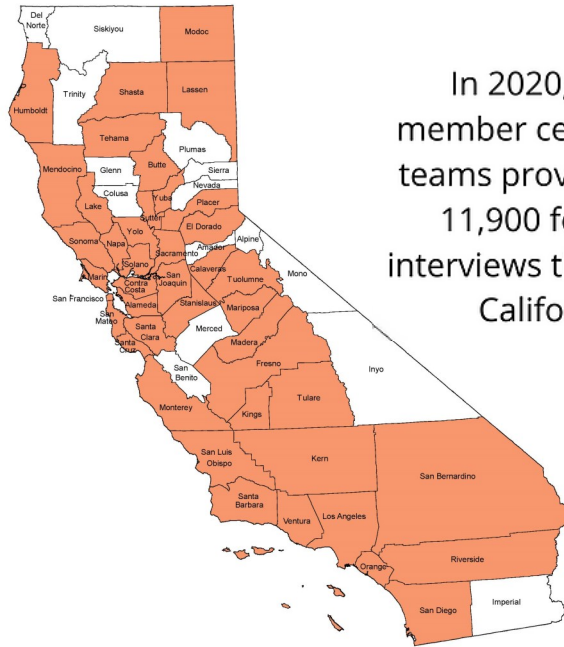 Del
Norte
Siskiyou
Modoc
Trinity
Shasta
Lassen
Humboldt
Tehama
Plumas
Mendocino
Glenn
Butte
Sierra
Colusa
Nevada
Yuba
Lake
Sutter
Placer
El Dorado
Yolo
Sonoma
Napa
Amador
Alpine
Sacramento
Solano
Calaveras
Mono
Marin
Contra
Costa
San
Joaquin
Tuolumne
San Francisco
Alameda
Stanislaus
Mariposa
San
Mateo
Santa
Clara
Merced
Santa
Cruz
Madera
San
Benito
Fresno
Inyo
Monterey
Kings
Tulare
San Luis
Obispo
Kern
San Bernardino
Santa
Barbara
Ventura
Los Angeles
Orange
Riverside
San Diego
Imperial
In 2020,
member ce
teams prov
11,900 fo
interviews t
Califo